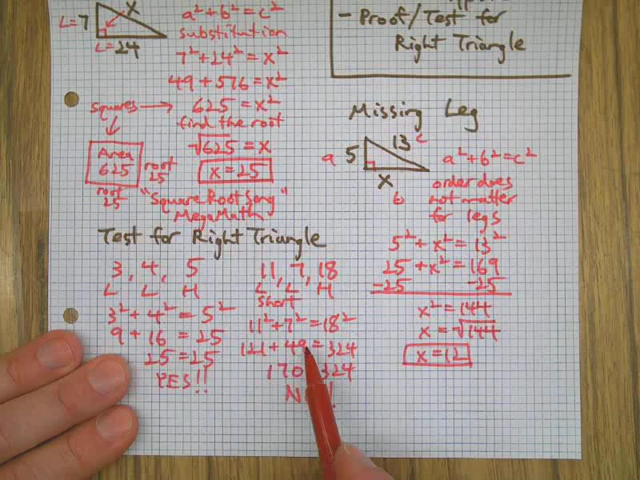 L=7
x
L=24
a²+b²=c²
substitution
7²+24²=x²
49+576=x²
squares → 625=x²
find the root
√625=x
x=25
Area
625
root
25
root
25
"Square Root Song"
MegaMath
- Proof/Test for
Right Triangle
Missing Leg
a 5 13 c
x
b
a²+b²=c²
order does
not matter
for legs
5²+x²=13²
25+x²=169
-25 -25
x²=144
x=√144
x=12
Test for Right Triangle
3, 4, 5
L L H
3²+4²=5²
9+16=25
25=25
YES!!
11, 7, 18
L L H
short
11²+7²=18²
121+49=324
170 324